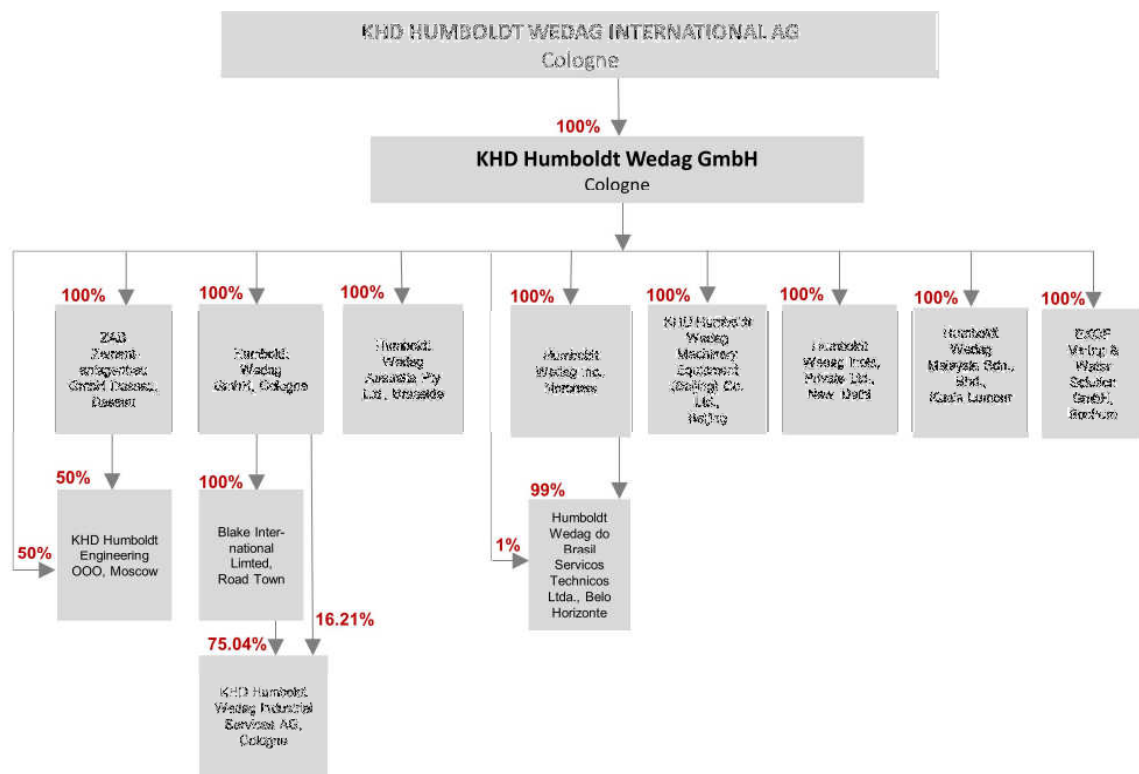 KHD HUMBOLDT WEDAG INTERNATIONAL AG
Cologne
100%
KHD Humboldt Wedag GmbH
Cologne
100%
ZAB
Zement-
anlagenbau
GmbH Dessau,
Dessau
100%
Humboldt
Wedag
GmbH, Cologne
100%
Humboldt
Wedag
Australia Pty
Ltd., Braeside
100%
Humboldt
Wedag Inc.,
Norcross
100%
KHD Humboldt
Wedag
Machinery
Equipment
(Beijing) Co.
Ltd.,
Beijing
100%
Humboldt
Wedag India
Private Ltd.,
New Delhi
100%
Humboldt
Wedag
Malaysia Sdn.
Bhd.,
Kuala Lumpur
100%
Mining &
Water
GmbH,
Bochum
50%
50%
KHD Humboldt
Engineering
OOO, Moscow
100%
Blake Inter-
national
Limted,
Road Town
99%
1%
Humboldt
Wedag do
Brasil
Servicos
Technicos
Ltda., Belo
Horizonte
75.04%
16.21%
KHD Humboldt
Wedag Industrial
Services AG,
Cologne